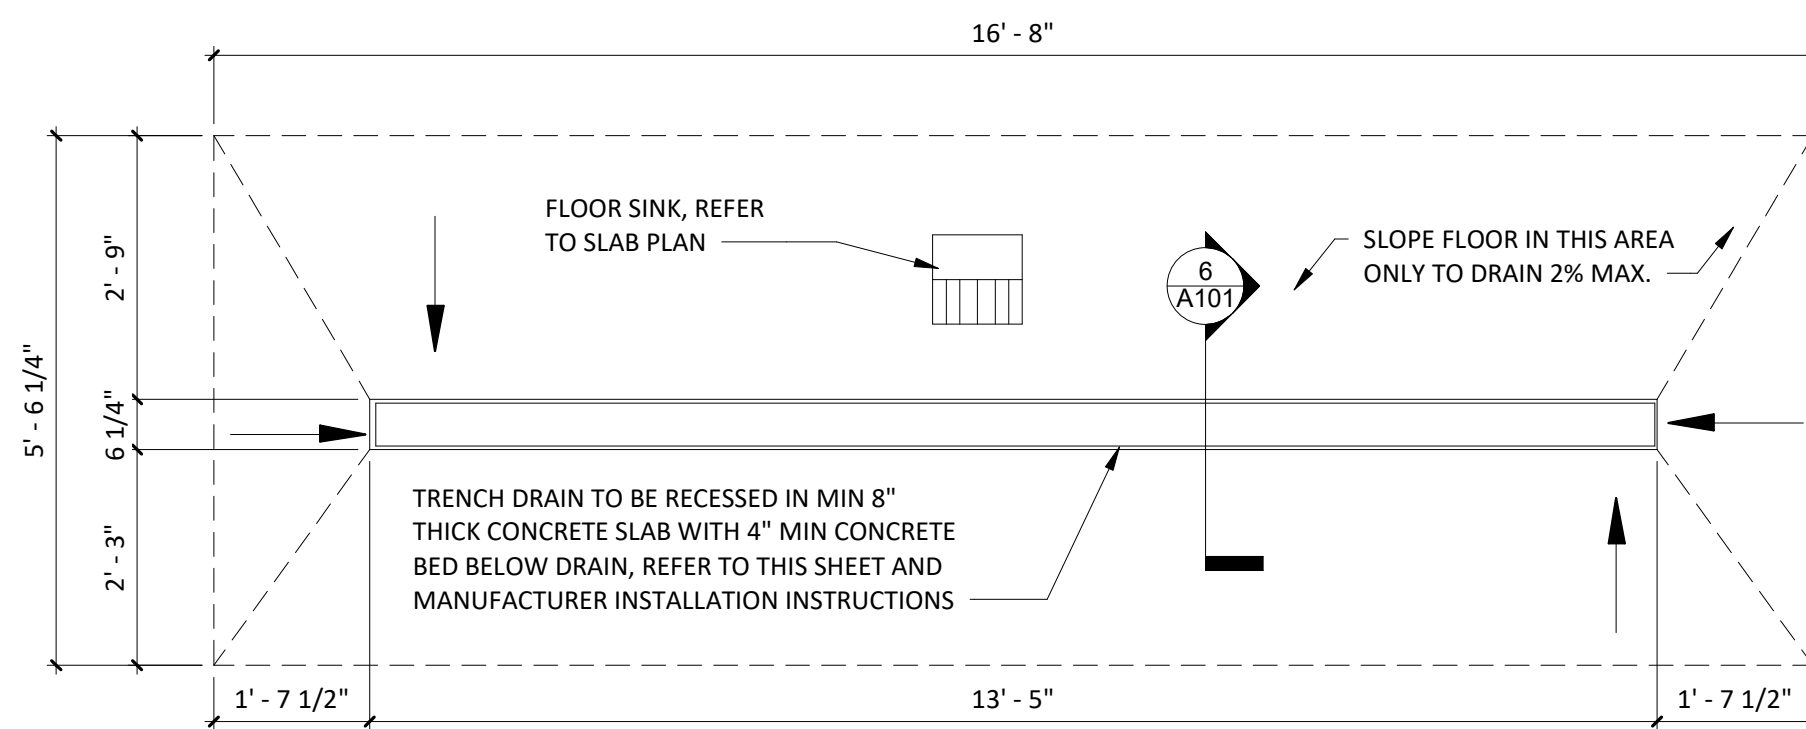 16' - 8"
FLOOR SINK, REFER
TO SLAB PLAN
6
A101
SLOPE FLOOR IN THIS AREA
ONLY TO DRAIN 2% MAX.
2' - 9"
5' - 6 1/4"
6 1/4"
2' - 3"
TRENCH DRAIN TO BE RECESSED IN MIN 8"
THICK CONCRETE SLAB WITH 4" MIN CONCRETE
BED BELOW DRAIN, REFER TO THIS SHEET AND
MANUFACTURER INSTALLATION INSTRUCTIONS
1' - 7 1/2"
13' - 5"
1' - 7 1/2"